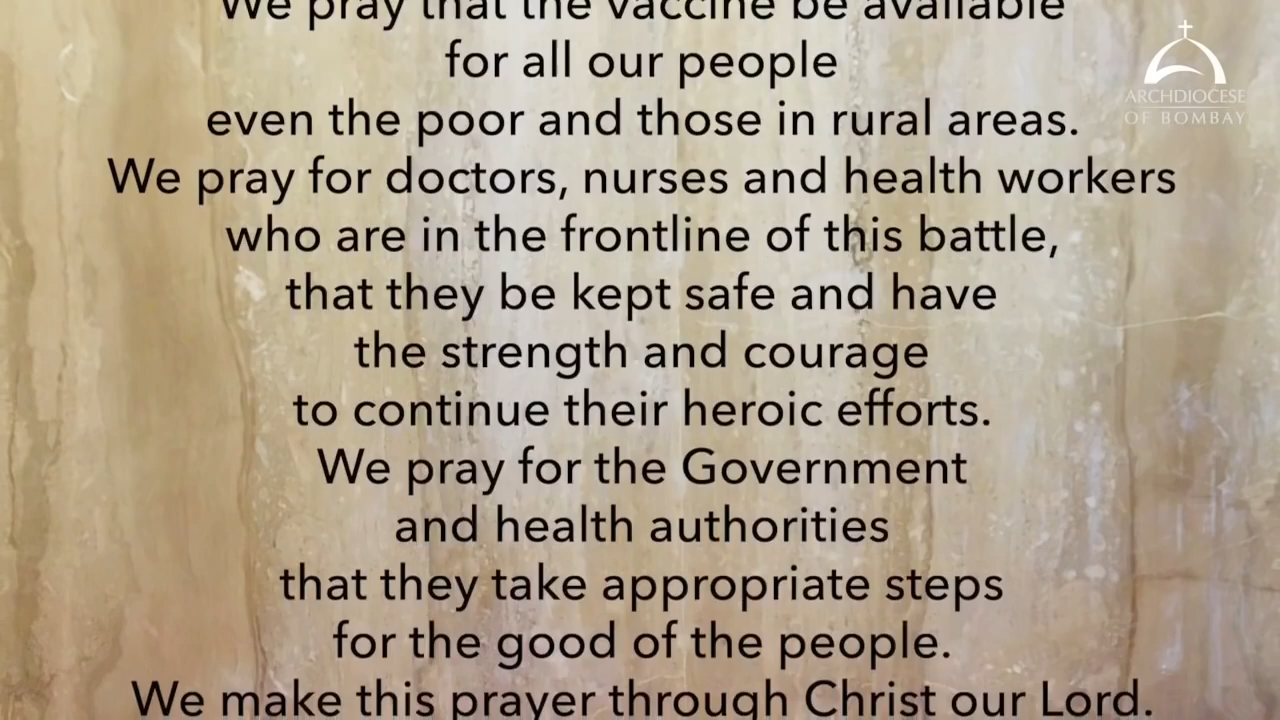 We pray that the vaccine be available
for all our people
even the poor and those in rural areas.
We pray for doctors, nurses and health workers
who are in the frontline of this battle,
that they be kept safe and have
the strength and courage
to continue their heroic efforts.
We pray for the Government
and health authorities
that they take appropriate steps
for the good of the people.
We make this prayer through Christ our Lord.
ARCHDIOCESE
OF BOMBAY